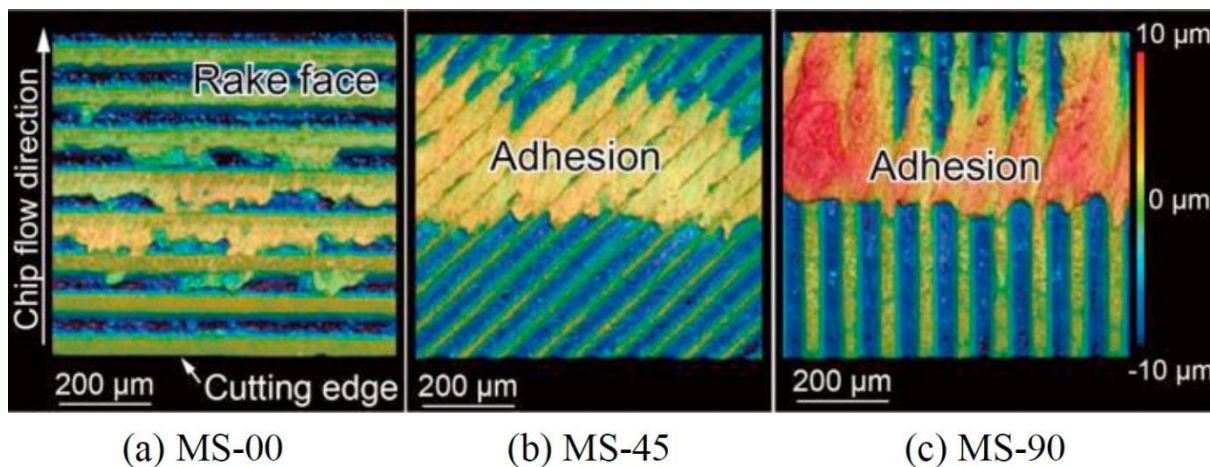 Chip flow direction
Rake face
200 μm
Cutting edge
Adhesion
200 μm
Adhesion
200 μm
10 μm
0 μm
-10 μm
(a) MS-00
(b) MS-45
(c) MS-90